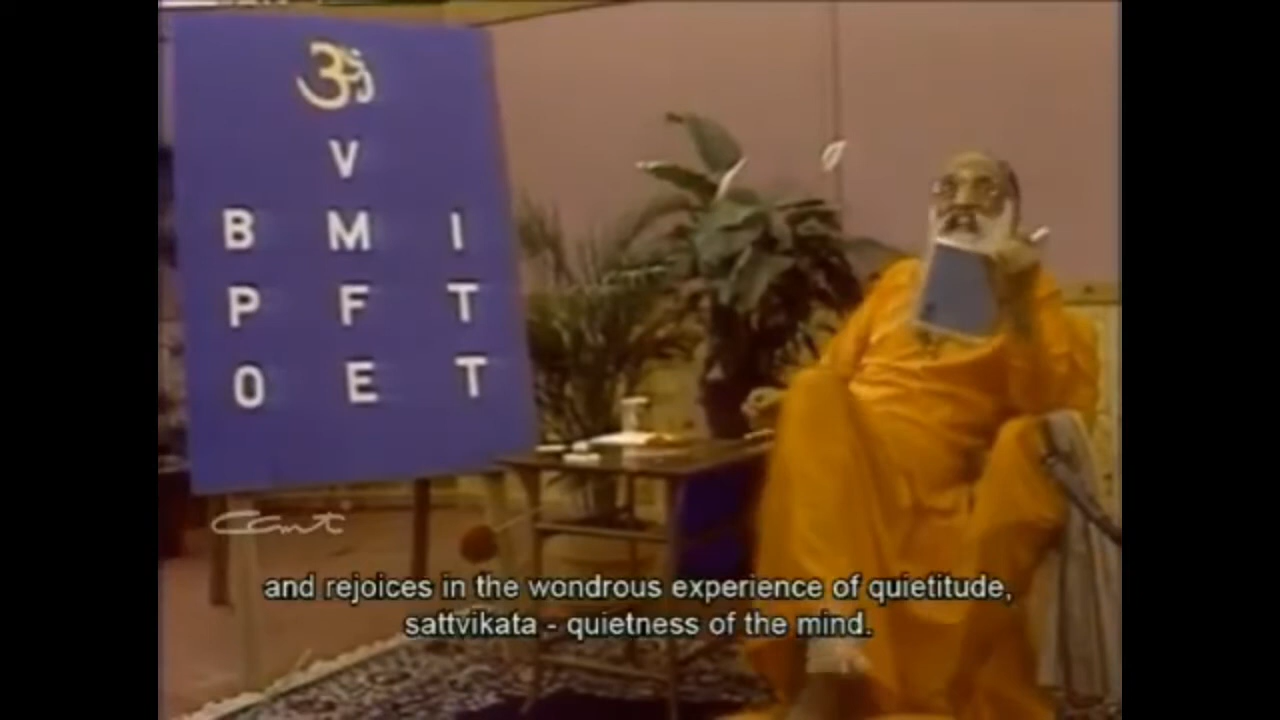 ॐ
V
B M I
P F T
O E T
and rejoices in the wondrous experience of quietitude,
sattvikata - quietness of the mind.